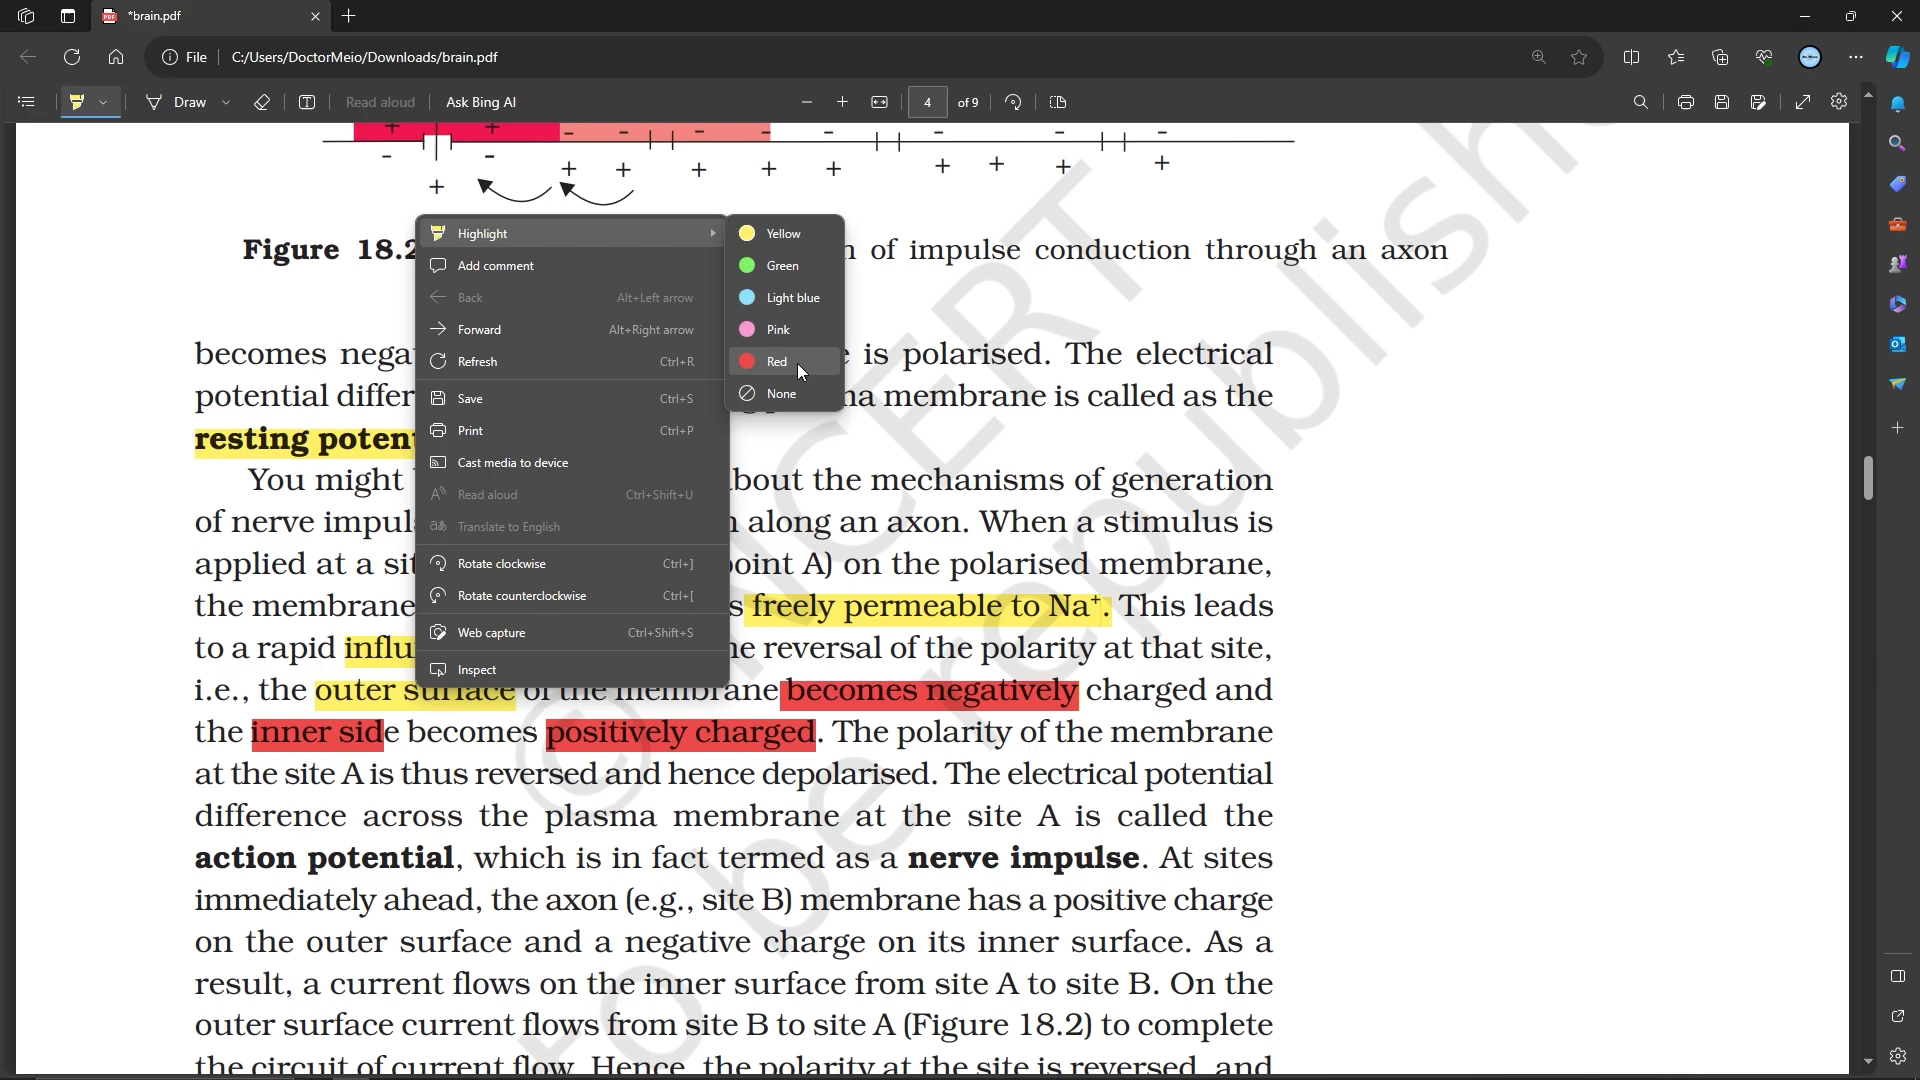 *brain.pdf
File
C:/Users/DoctorMeio/Downloads/brain.pdf
Draw
Read aloud
Ask Bing AI
4 of 9
+ + - - - - - - - -
- - + + + + + + + + +
+
Figure 18.2
of impulse conduction through an axon
Highlight
Add comment
Back Alt+Left arrow
Forward Alt+Right arrow
Refresh Ctrl+R
Save Ctrl+S
Print Ctrl+P
Cast media to device
Read aloud Ctrl+Shift+U
Translate to English
Rotate clockwise Ctrl+]
Rotate counterclockwise Ctrl+[
Web capture Ctrl+Shift+S
Inspect
Yellow
Green
Light blue
Pink
Red
None
becomes
is polarised. The electrical
potential
membrane is called as the
resting
You might
the mechanisms of generation
of nerve
along an axon. When a stimulus is
applied at a
A) on the polarised membrane,
the membrane
freely permeable to Na+. This leads
to a rapid
reversal of the polarity at that site,
i.e., the outer surface of the membrane becomes negatively charged and
the inner side becomes positively charged. The polarity of the membrane
at the site A is thus reversed and hence depolarised. The electrical potential
difference across the plasma membrane at the site A is called the
action potential, which is in fact termed as a nerve impulse. At sites
immediately ahead, the axon (e.g., site B) membrane has a positive charge
on the outer surface and a negative charge on its inner surface. As a
result, a current flows on the inner surface from site A to site B. On the
outer surface current flows from site B to site A (Figure 18.2) to complete
the circuit of current flow. Hence, the polarity at the site is reversed, and
© NCERT
to be republish